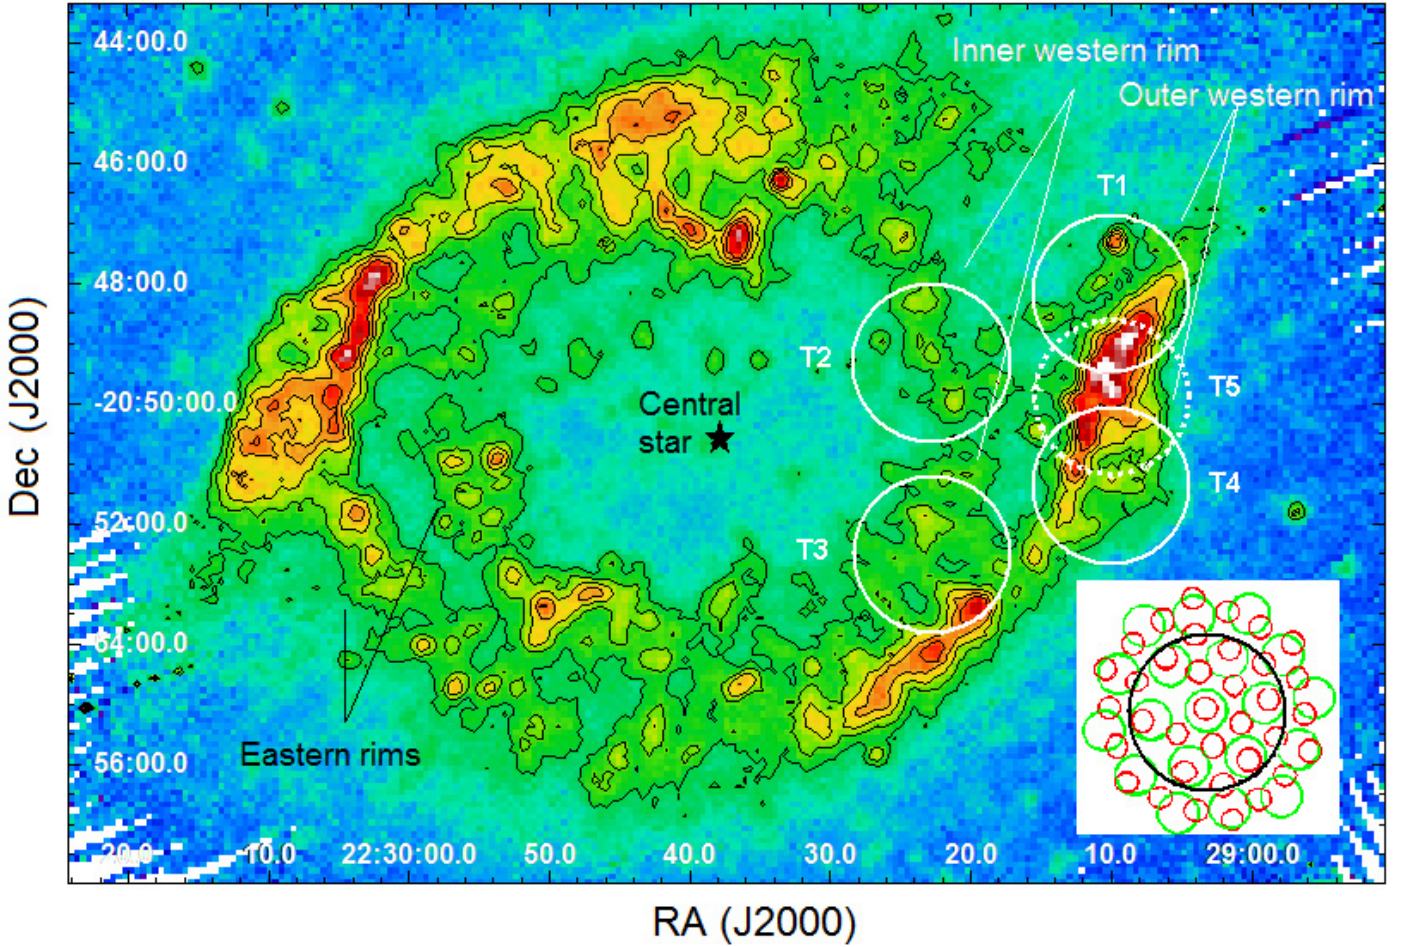 44:00.0
Inner western rim
Outer western rim
46:00.0
T1
48:00.0
T2
T5
-20:50:00.0
Central
star
T4
52:00.0
T3
54:00.0
Eastern rims
56:00.0
20.0 10.0 22:30:00.0 50.0 40.0 30.0 20.0 10.0 29:00.0
Dec (J2000)
RA (J2000)